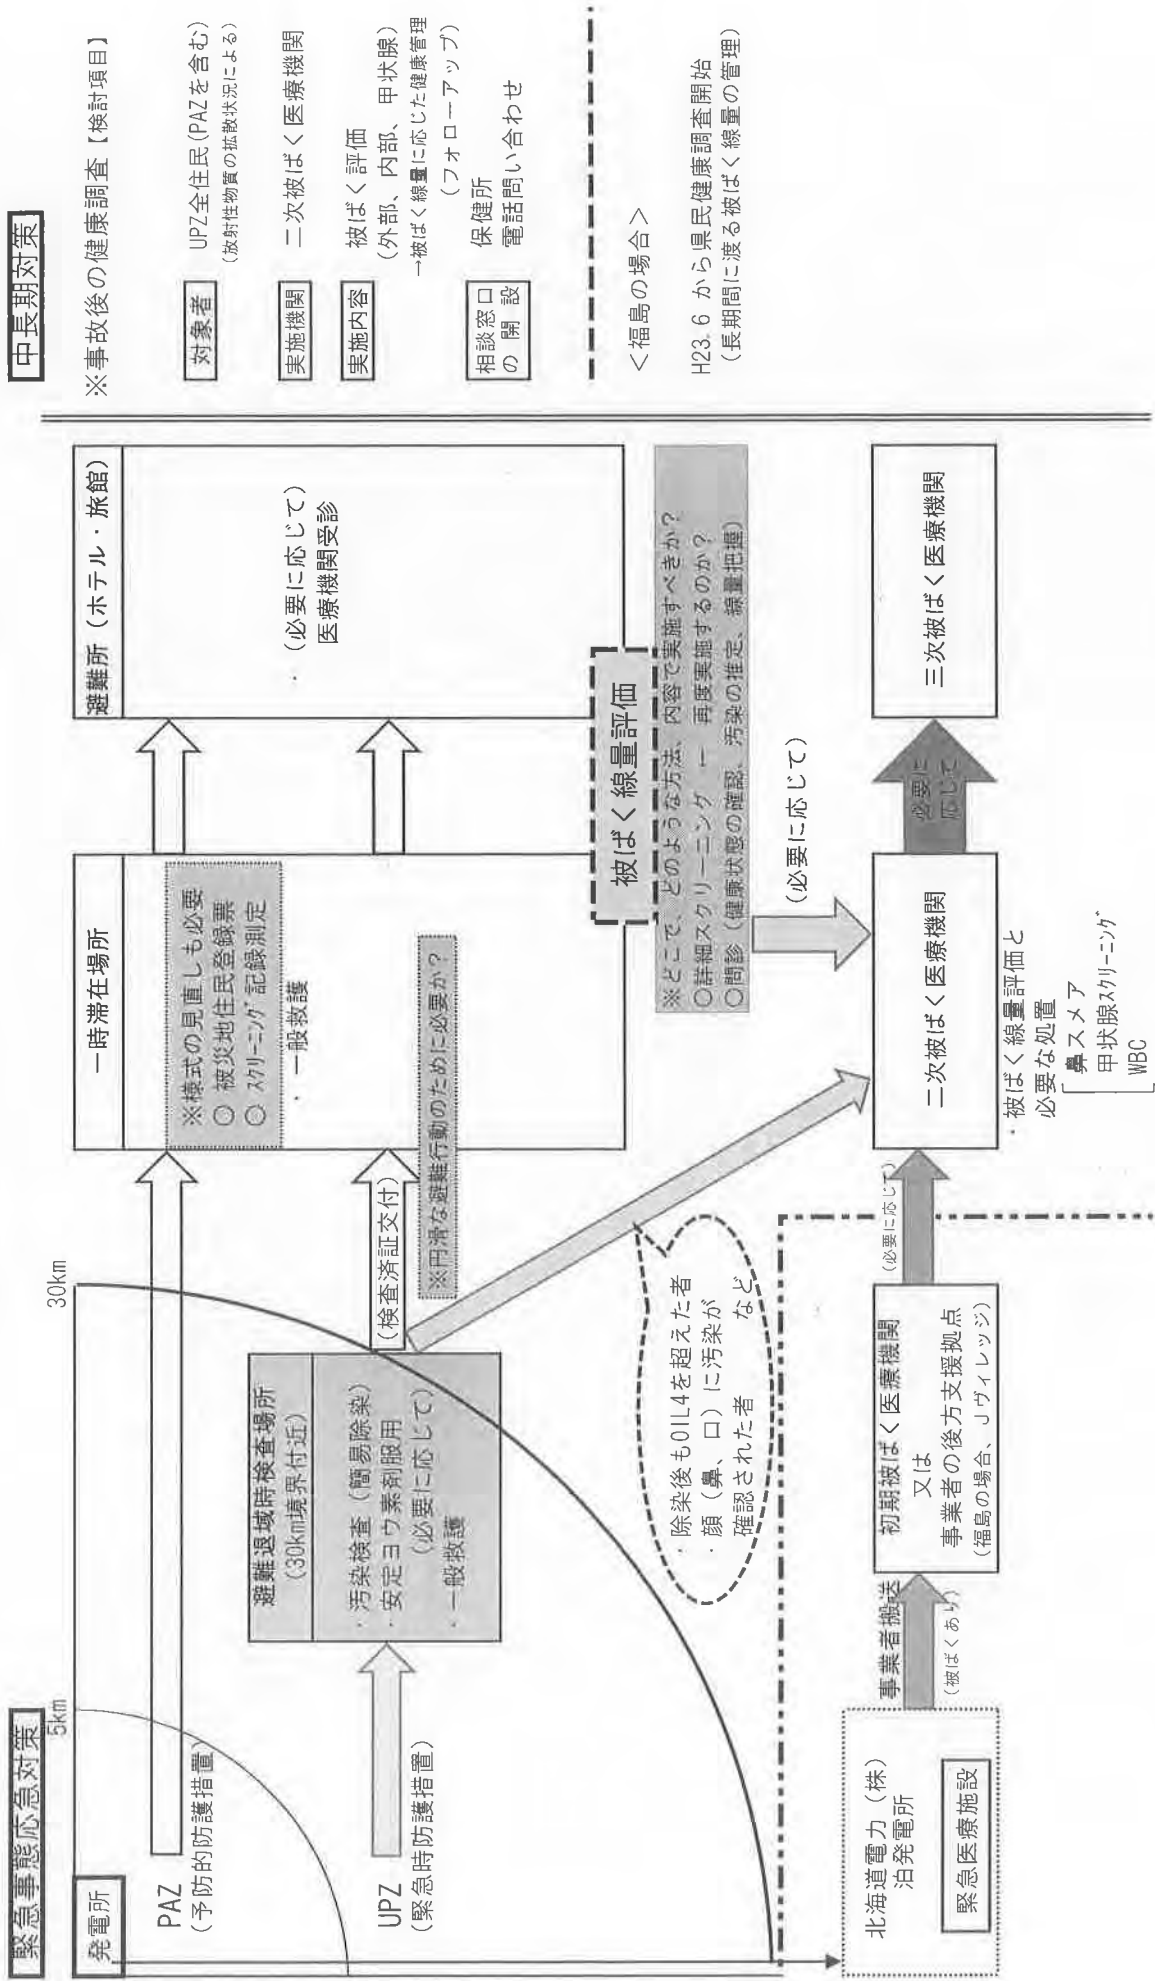 緊急事態応急対策
発電所
5km
30km
PAZ
(予防的防護措置)
UPZ
(緊急時防護措置)
避難退域時検査場所
(30km境界付近)
・汚染検査(簡易除染)
・安定ヨウ素剤服用
(必要に応じて)
・一般救護
(検査済証交付)
※円滑な避難行動のために必要か?
一時滞在場所
※様式の見直しも必要
○ 被災地住民登録票
○ スクリーニング記録測定
・一般救護
避難所(ホテル・旅館)
・(必要に応じて)
医療機関受診
被ばく線量評価
※どこで、どのような方法、内容で実施すべきか?
○詳細スクリーニング ー 再度実施するのか?
○問診(健康状態の確認、汚染の推定、線量把握)
(必要に応じて)
・除染後もOIL4を超えた者
・顔(鼻、口)に汚染が
確認された者 など
北海道電力(株)
泊発電所
緊急医療施設
事業者搬送
(被ばくあり)
初期被ばく医療機関
又は
事業者の後方支援拠点
(福島の場合、Jヴィレッジ)
(必要に応じて)
二次被ばく医療機関
・被ばく線量評価と
必要な処置
鼻スメア
甲状腺スクリーニング
WBC
必要に
応じて
三次被ばく医療機関
中長期対策
※事故後の健康調査【検討項目】
対象者 UPZ全住民(PAZを含む)
(放射性物質の拡散状況による)
実施機関 二次被ばく医療機関
実施内容 被ばく評価
(外部、内部、甲状腺)
→被ばく線量に応じた健康管理
(フォローアップ)
相談窓口 保健所
の開設 電話問い合わせ
<福島の場合>
H23.6 から県民健康調査開始
(長期間に渡る被ばく線量の管理)